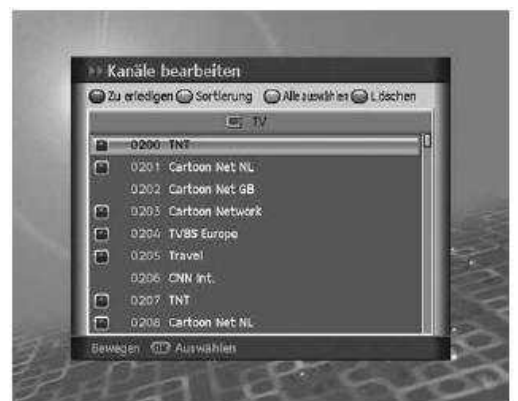 Kanäle bearbeiten
Zu erledigen Sortierung Alle auswählen Löschen
TV
0200 TNT
0201 Cartoon Net NL
0202 Cartoon Net GB
0203 Cartoon Network
0204 TVBS Europe
0205 Travel
0206 CNN Int.
0207 TNT
0208 Cartoon Net NL
Bewegen Auswählen